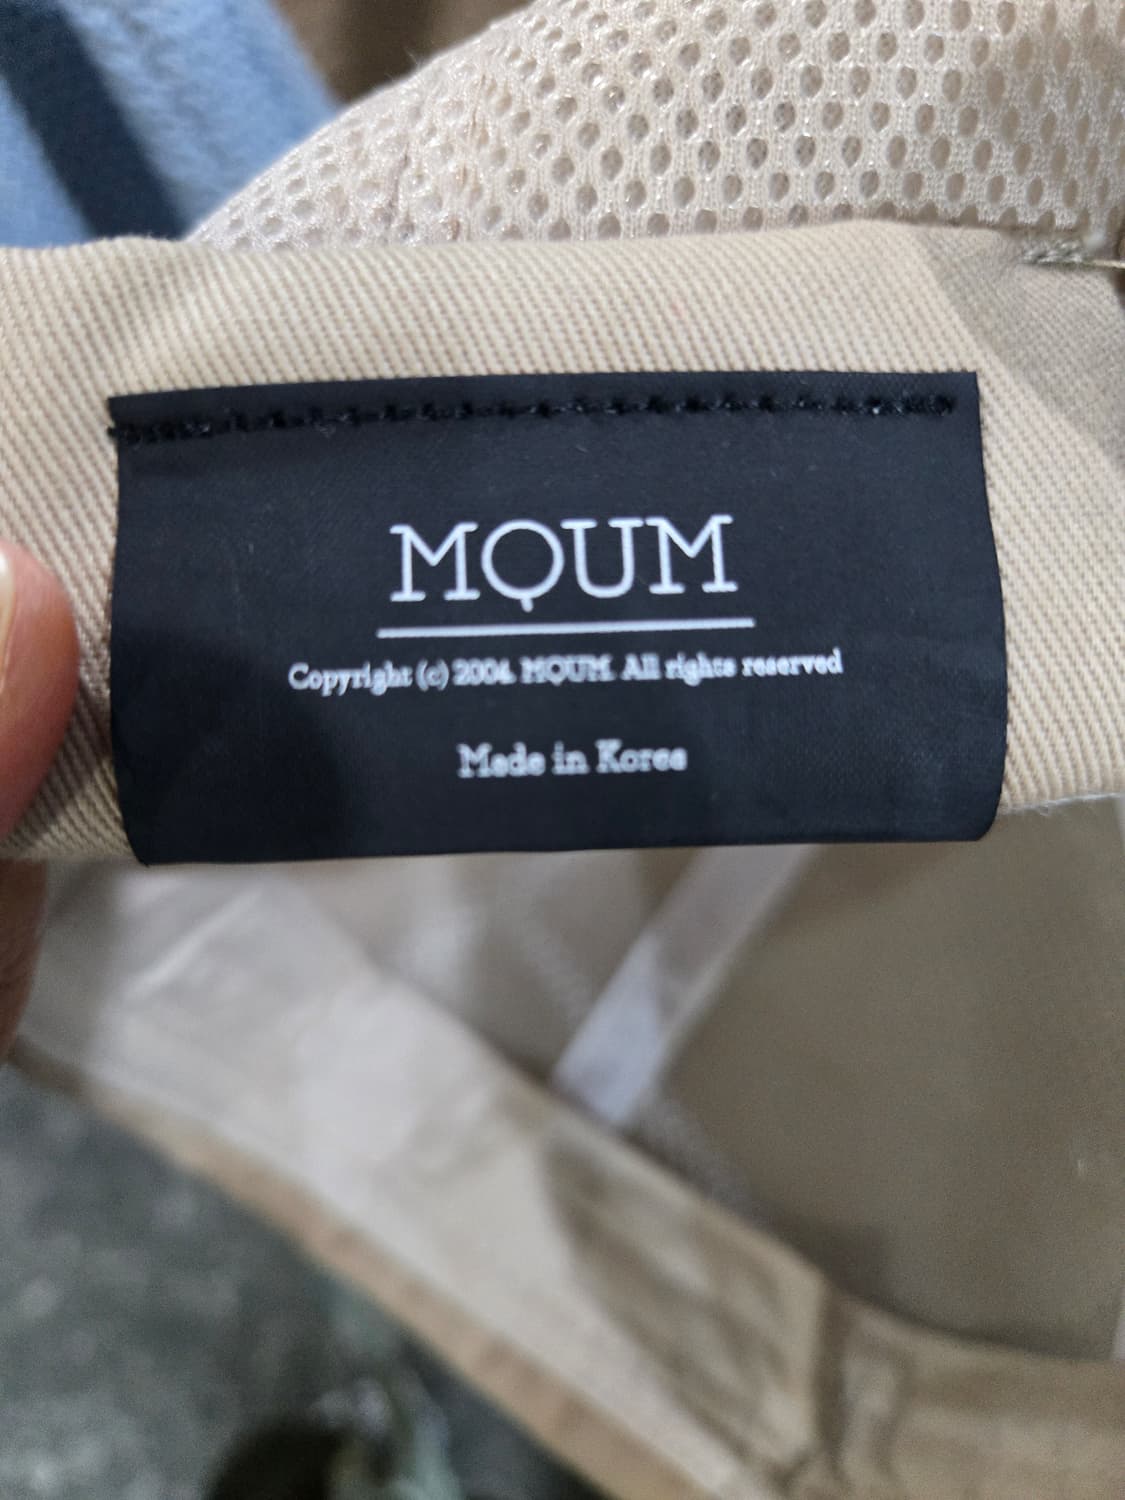 MQUM
Copyright (c) 2004. MQUM. All rights reserved
Made in Korea